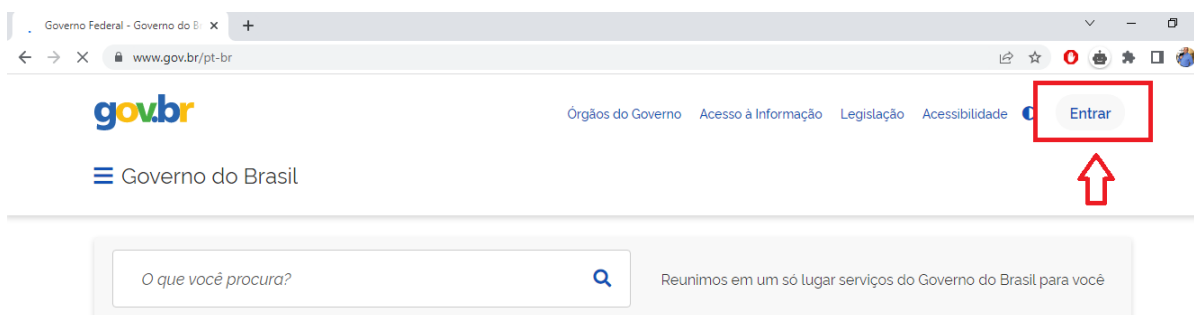 Governo Federal - Governo do B
www.gov.br/pt-br
gov.br
Órgãos do Governo Acesso à Informação Legislação Acessibilidade Entrar
Governo do Brasil
O que você procura?
Reunimos em um só lugar serviços do Governo do Brasil para você